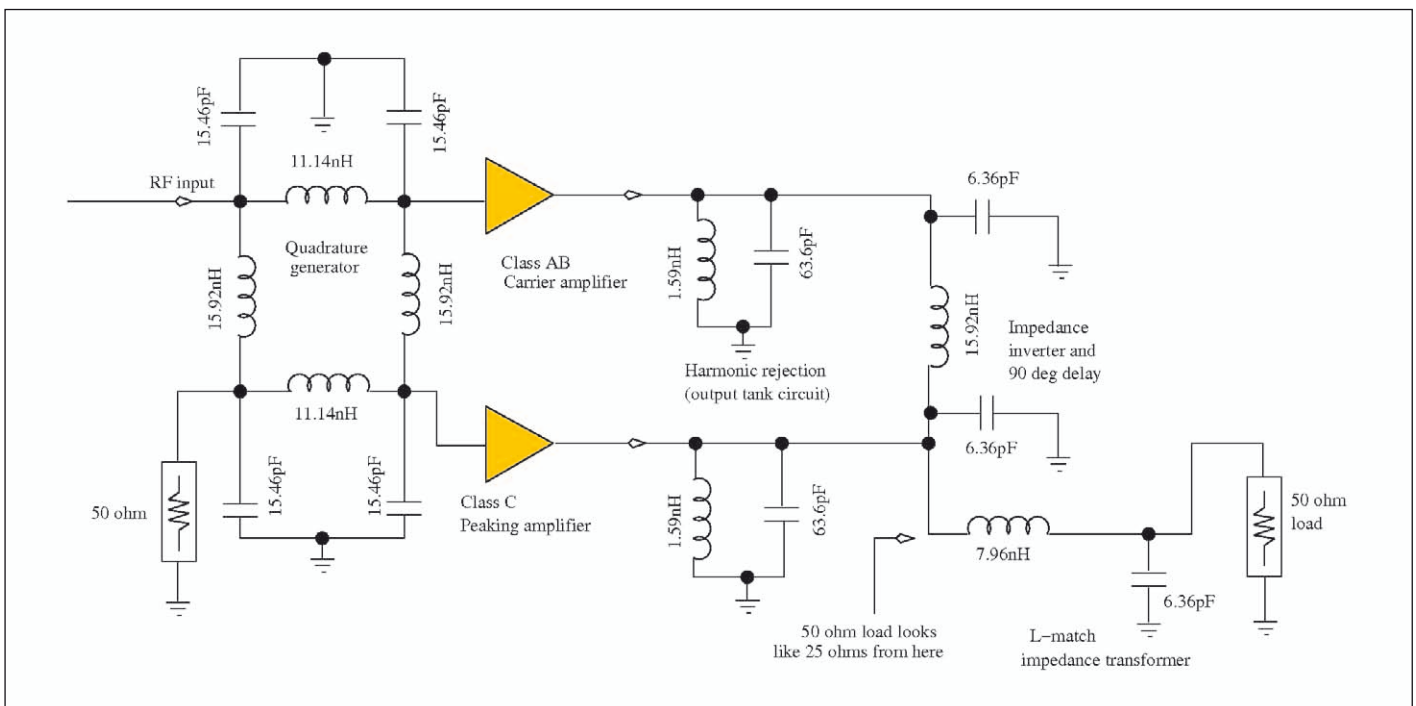 15.46pF
15.46pF
11.14nH
RF input
6.36pF
Quadrature
generator
15.92nH
15.92nH
Class AB
Carrier amplifier
1.59nH
63.6pF
15.92nH
Impedance
inverter and
90 deg delay
Harmonic rejection
(output tank circuit)
11.14nH
6.36pF
50 ohm
15.46pF
15.46pF
Class C
Peaking amplifier
1.59nH
63.6pF
7.96nH
50 ohm
load
6.36pF
50 ohm load looks
like 25 ohms from here
L-match
impedance transformer